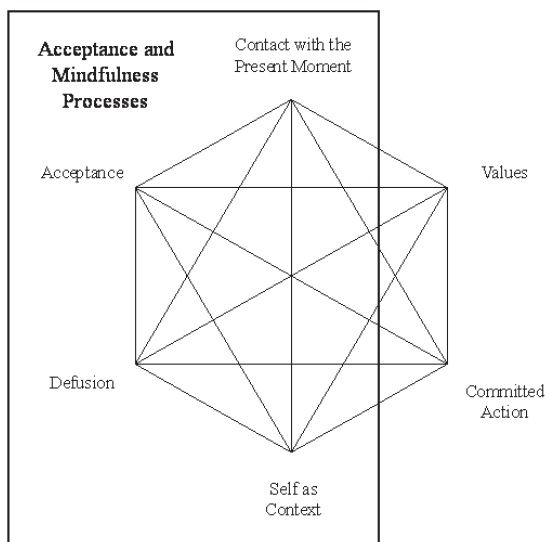 Acceptance and
Mindfulness
Processes
Contact with the
Present Moment
Acceptance
Values
Defusion
Committed
Action
Self as
Context